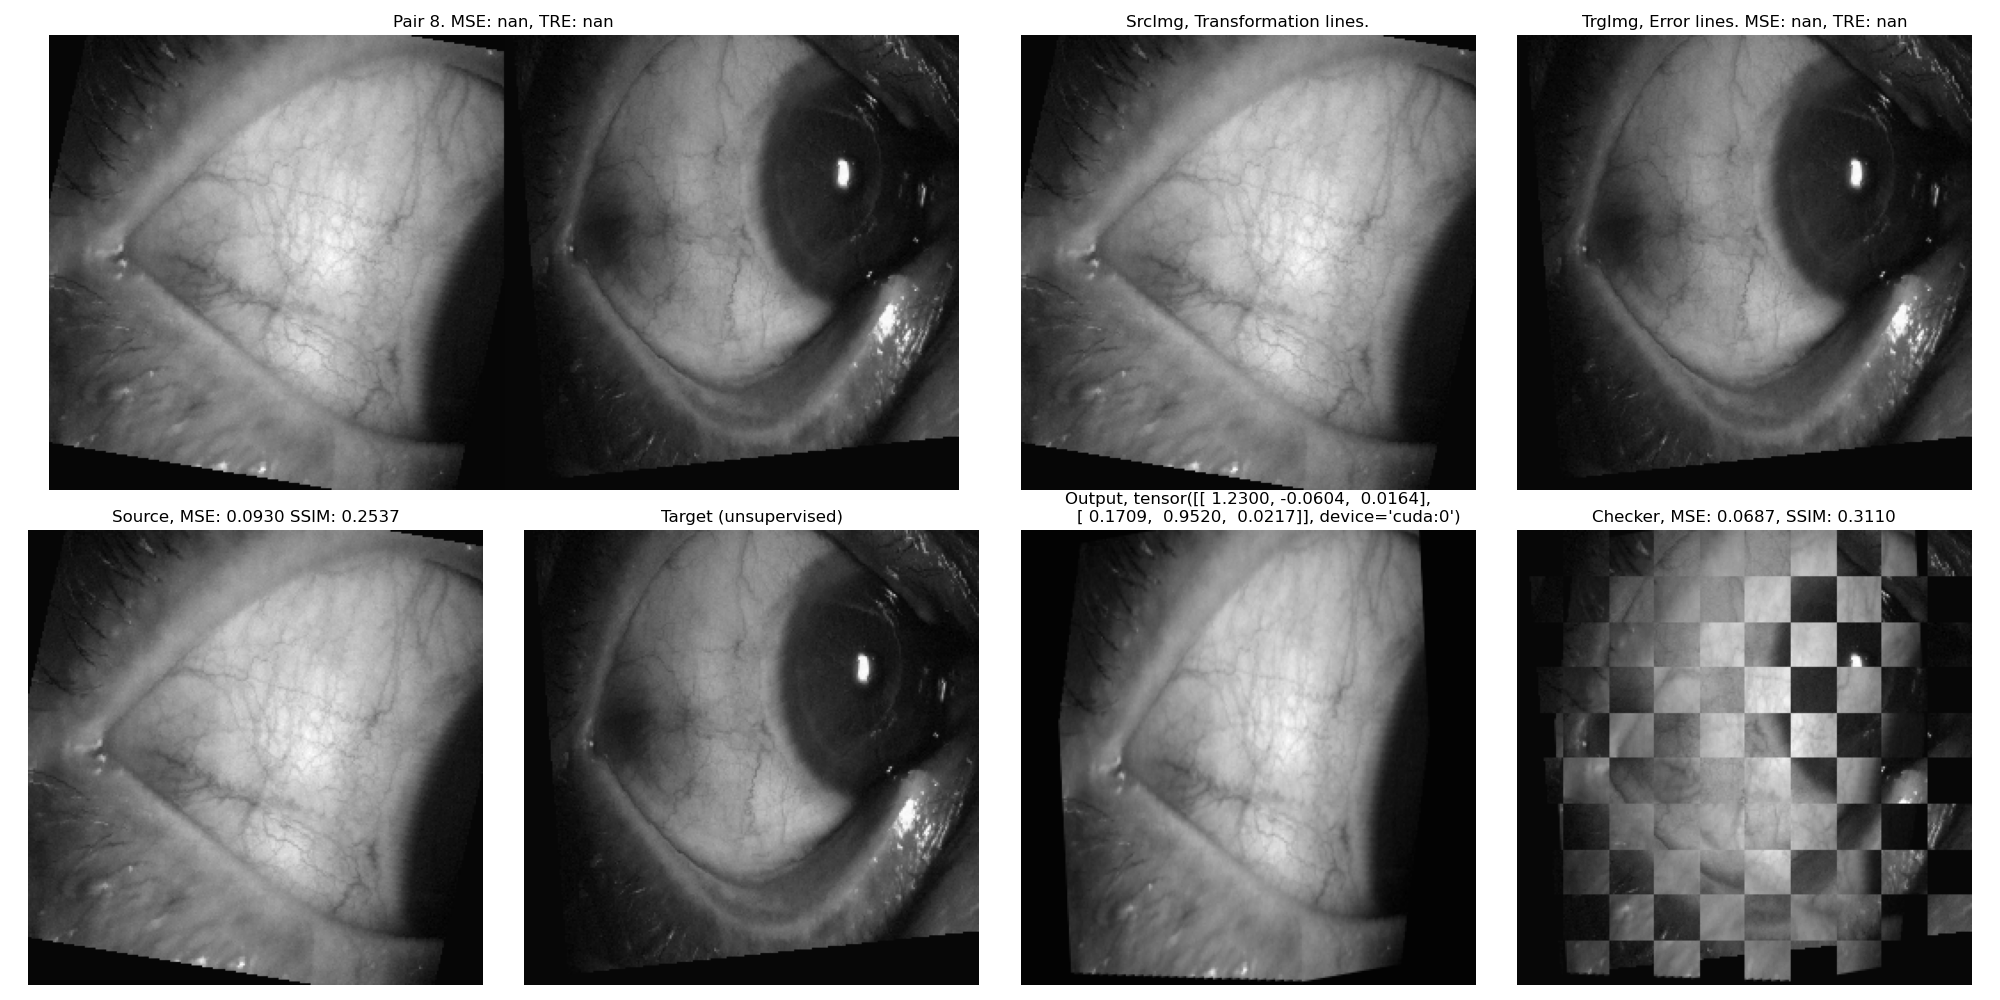 Pair 8. MSE: nan, TRE: nan
SrcImg, Transformation lines.
TrgImg, Error lines. MSE: nan, TRE: nan
Source, MSE: 0.0930 SSIM: 0.2537
Target (unsupervised)
Output, tensor([[ 1.2300, -0.0604,  0.0164],
[ 0.1709,  0.9520,  0.0217]], device='cuda:0')
Checker, MSE: 0.0687, SSIM: 0.3110